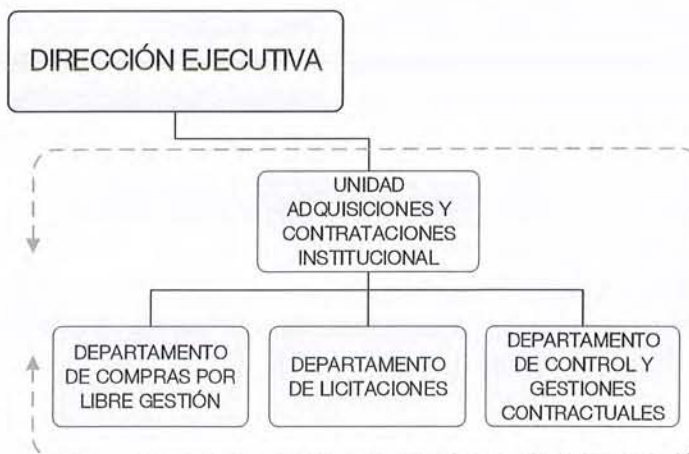 DIRECCIÓN EJECUTIVA
UNIDAD
ADQUISICIONES Y
CONTRATACIONES
INSTITUCIONAL
DEPARTAMENTO
DE COMPRAS POR
LIBRE GESTIÓN
DEPARTAMENTO
DE LICITACIONES
DEPARTAMENTO
DE CONTROL Y
GESTIONES
CONTRACTUALES